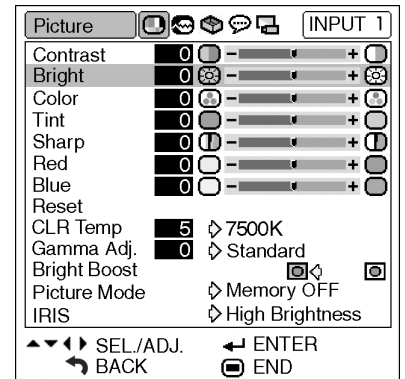 Picture INPUT 1
Contrast 0 - +
Bright 0 - +
Color 0 - +
Tint 0 - +
Sharp 0 - +
Red 0 - +
Blue 0 - +
Reset
CLR Temp 5 7500K
Gamma Adj. 0 Standard
Bright Boost
Picture Mode Memory OFF
IRIS High Brightness
SEL./ADJ. ENTER
BACK END